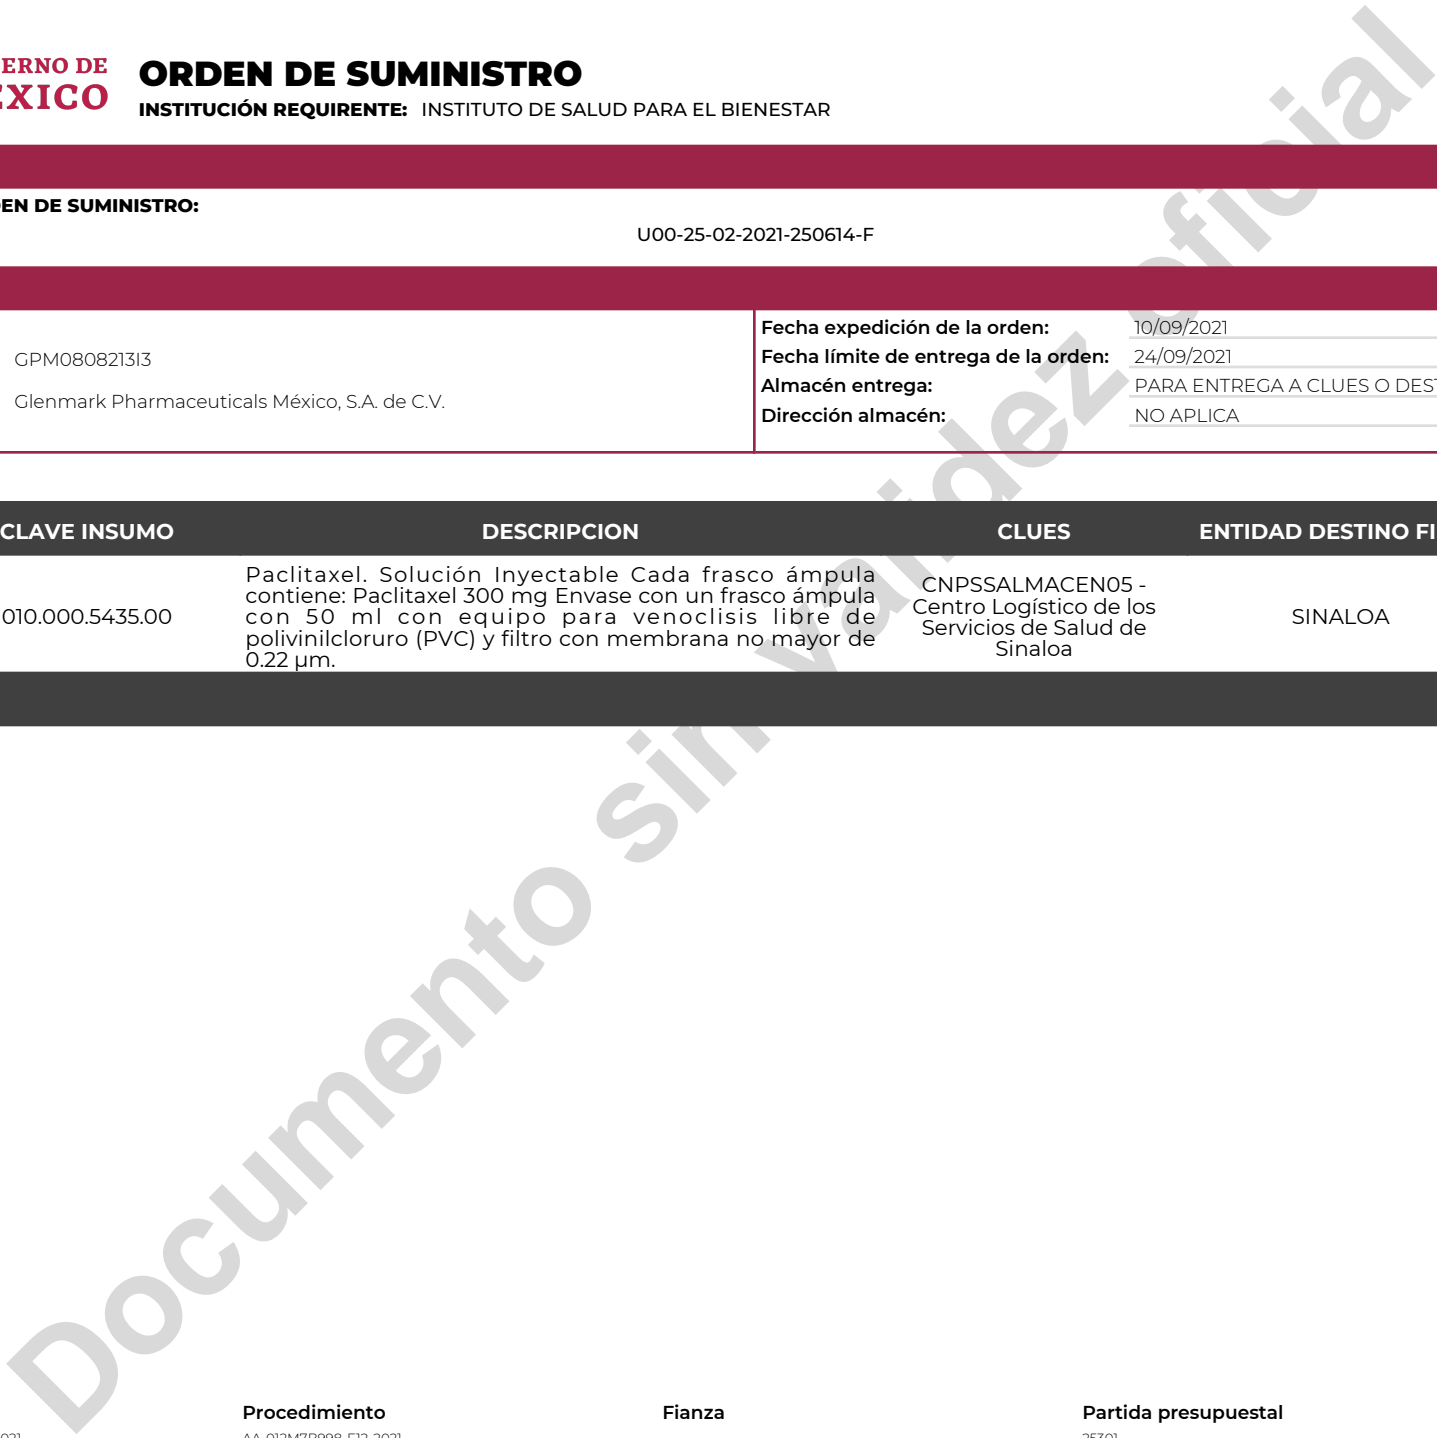 ERNO DE
ÉXICO
ORDEN DE SUMINISTRO
INSTITUCIÓN REQUIRENTE: INSTITUTO DE SALUD PARA EL BIENESTAR
EN DE SUMINISTRO:
U00-25-02-2021-250614-F
GPM0808213I3
Glenmark Pharmaceuticals México, S.A. de C.V.
Fecha expedición de la orden: 10/09/2021
Fecha límite de entrega de la orden: 24/09/2021
Almacén entrega: PARA ENTREGA A CLUES O DEST
Dirección almacén: NO APLICA
CLAVE INSUMO DESCRIPCION CLUES ENTIDAD DESTINO FI
010.000.5435.00
Paclitaxel. Solución Inyectable Cada frasco ámpula
contiene: Paclitaxel 300 mg Envase con un frasco ámpula
con 50 ml con equipo para venoclisis libre de
polivinilcloruro (PVC) y filtro con membrana no mayor de
0.22 µm.
CNPSSALMACEN05 -
Centro Logístico de los
Servicios de Salud de
Sinaloa
SINALOA
Documento sin validez oficial
Procedimiento Fianza Partida presupuestal